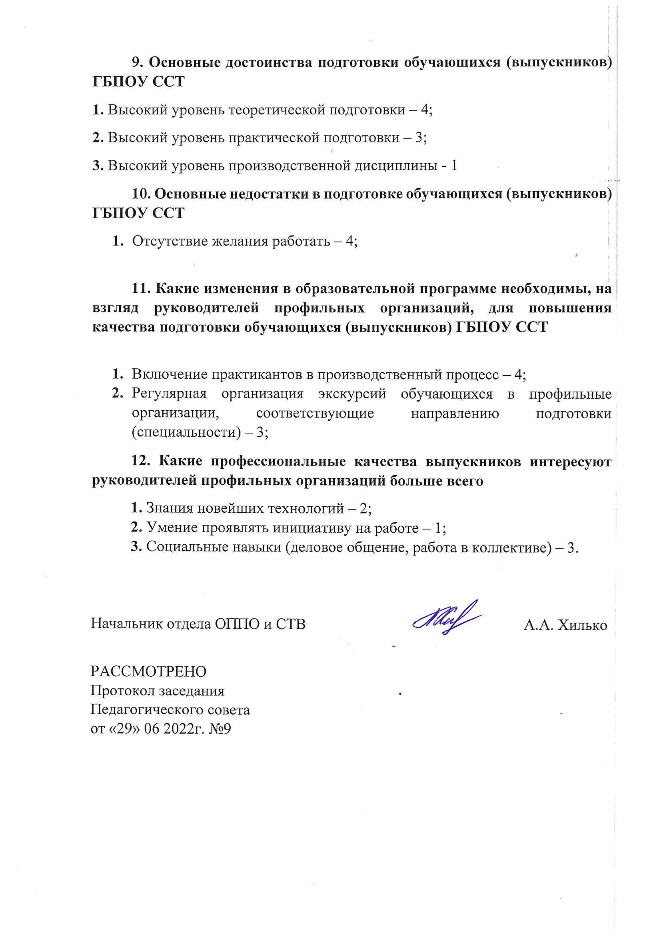 9. Основные достоинства подготовки обучающихся (выпускников)
ГБПОУ ССТ
1. Высокий уровень теоретической подготовки – 4;
2. Высокий уровень практической подготовки – 3;
3. Высокий уровень производственной дисциплины - 1
10. Основные недостатки в подготовке обучающихся (выпускников)
ГБПОУ ССТ
1. Отсутствие желания работать – 4;
11. Какие изменения в образовательной программе необходимы, на
взгляд руководителей профильных организаций, для повышения
качества подготовки обучающихся (выпускников) ГБПОУ ССТ
1. Включение практикантов в производственный процесс – 4;
2. Регулярная организация экскурсий обучающихся в профильные
организации, соответствующие направлению подготовки
(специальности) – 3;
12. Какие профессиональные качества выпускников интересуют
руководителей профильных организаций больше всего
1. Знания новейших технологий – 2;
2. Умение проявлять инициативу на работе – 1;
3. Социальные навыки (деловое общение, работа в коллективе) – 3.
Начальник отдела ОППО и СТВ А.А. Хилько
РАССМОТРЕНО
Протокол заседания
Педагогического совета
от «29» 06 2022г. №9